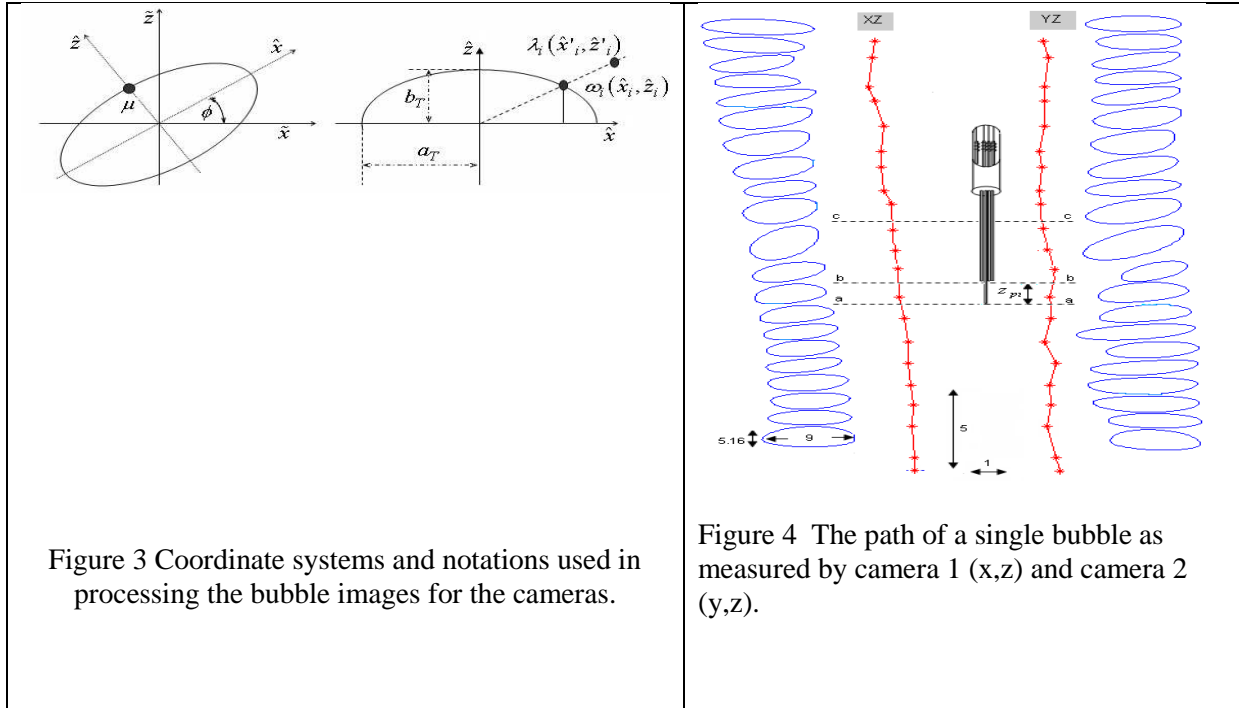 z̃
ẑ
x̂
μ
ϕ
x̃
ẑ
λᵢ(x̂'ᵢ, ẑ'ᵢ)
ωᵢ(x̂ᵢ, ẑᵢ)
b_T
x̂
a_T
Figure 3 Coordinate systems and notations used in
processing the bubble images for the cameras.
XZ
YZ
c
c
b
b
z_pi
a
a
5
5.16
9
1
Figure 4 The path of a single bubble as
measured by camera 1 (x,z) and camera 2
(y,z).